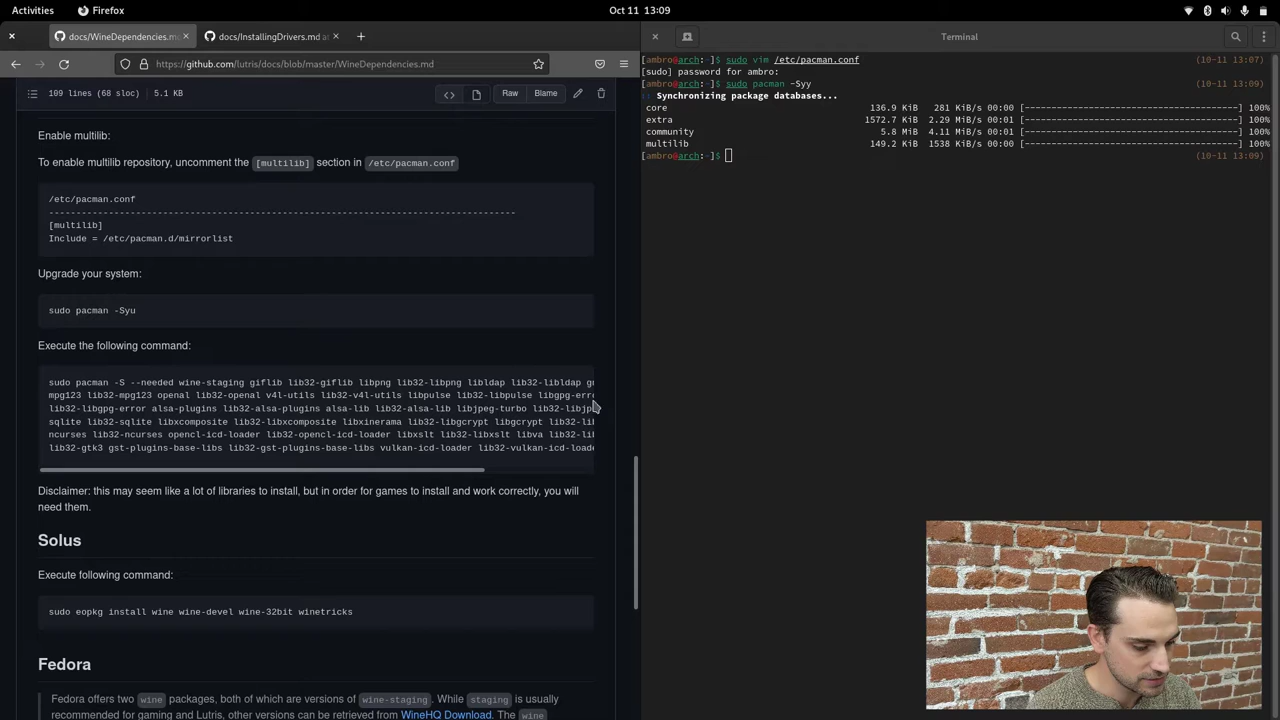 Activities Firefox Oct 11 13:09
docs/WineDependencies.md
docs/InstallingDrivers.md at
https://github.com/lutris/docs/blob/master/WineDependencies.md
109 lines (68 sloc) 5.1 KB Raw Blame
Enable multilib:
To enable multilib repository, uncomment the [multilib] section in /etc/pacman.conf
/etc/pacman.conf
--------------------------------------------------------------------------------------
[multilib]
Include = /etc/pacman.d/mirrorlist
Upgrade your system:
sudo pacman -Syu
Execute the following command:
sudo pacman -S --needed wine-staging giflib lib32-giflib libpng lib32-libpng libldap lib32-libldap
mpg123 lib32-mpg123 openal lib32-openal v4l-utils lib32-v4l-utils libpulse lib32-libpulse libgpg-erro
lib32-libgpg-error alsa-plugins lib32-alsa-plugins alsa-lib lib32-alsa-lib libjpeg-turbo lib32-libjp
sqlite lib32-sqlite libxcomposite lib32-libxcomposite libxinerama lib32-libgcrypt libgcrypt lib32-lib
ncurses lib32-ncurses opencl-icd-loader lib32-opencl-icd-loader libxslt lib32-libxslt libva lib32-lib
lib32-gtk3 gst-plugins-base-libs lib32-gst-plugins-base-libs vulkan-icd-loader lib32-vulkan-icd-loade
Disclaimer: this may seem like a lot of libraries to install, but in order for games to install and work correctly, you will
need them.
Solus
Execute following command:
sudo eopkg install wine wine-devel wine-32bit winetricks
Fedora
Fedora offers two wine packages, both of which are versions of wine-staging. While staging is usually
recommended for gaming and Lutris, other versions can be retrieved from WineHQ Download. The wine
Terminal
[ambro@arch:~]$ sudo vim /etc/pacman.conf (10-11 13:07)
[sudo] password for ambro:
[ambro@arch:~]$ sudo pacman -Syy (10-11 13:09)
:: Synchronizing package databases...
core 136.9 KiB 281 KiB/s 00:00 [----------------------------------] 100%
extra 1572.7 KiB 2.29 MiB/s 00:01 [----------------------------------] 100%
community 5.8 MiB 4.11 MiB/s 00:01 [----------------------------------] 100%
multilib 149.2 KiB 1538 KiB/s 00:00 [----------------------------------] 100%
[ambro@arch:~]$ (10-11 13:09)